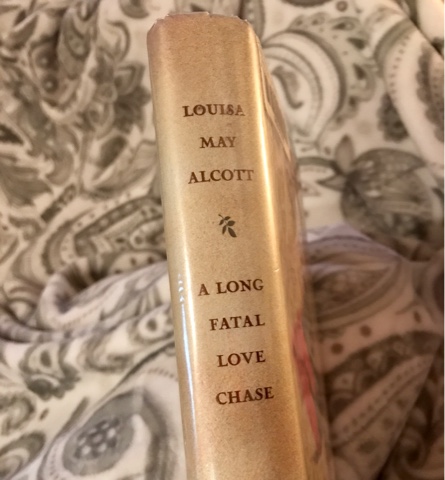 LOUISA
MAY
ALCOTT
A LONG
FATAL
LOVE
CHASE